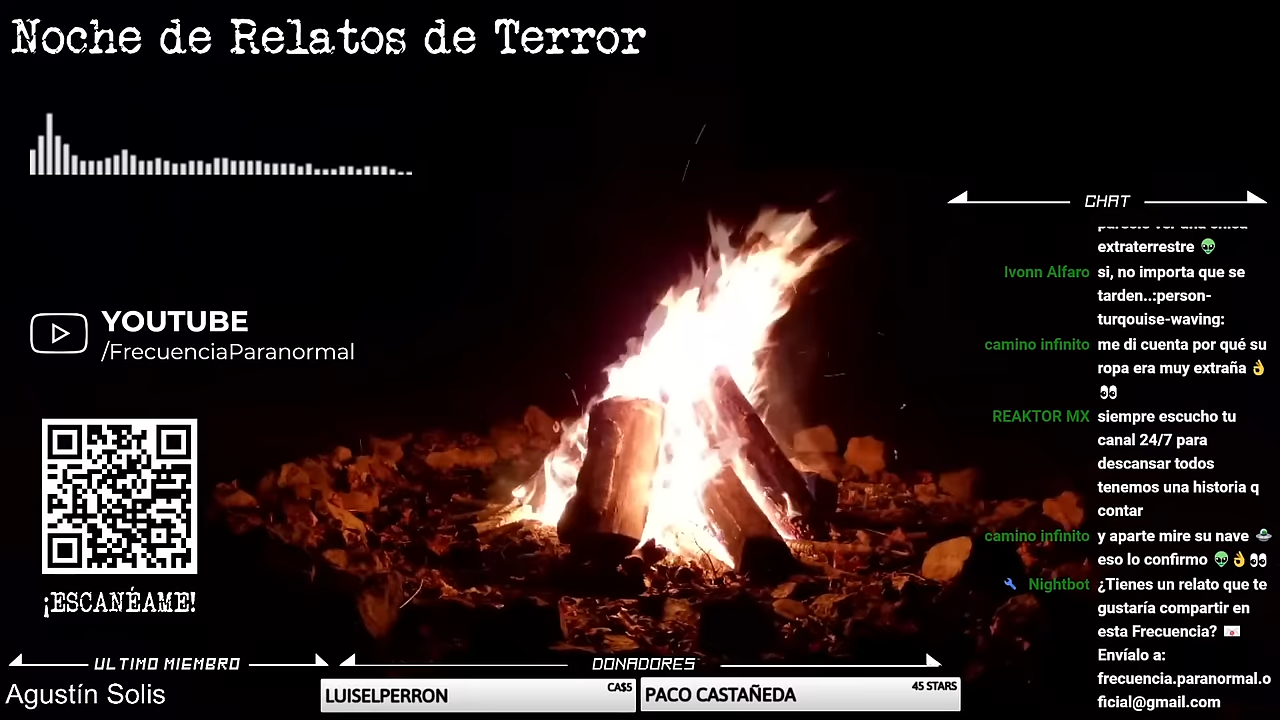 Noche de Relatos de Terror
YOUTUBE
/FrecuenciaParanormal
¡ESCANÉAME!
ULTIMO MIEMBRO
Agustín Solis
DONADORES
LUISELPERRON
CA$5
PACO CASTAÑEDA
45 STARS
CHAT
extraterrestre 👽
Ivonn Alfaro si, no importa que se
tarden..:person-
turqouise-waving:
camino infinito me di cuenta por qué su
ropa era muy extraña 👌
👀
REAKTOR MX siempre escucho tu
canal 24/7 para
descansar todos
tenemos una historia q
contar
camino infinito y aparte mire su nave 🛸
eso lo confirmo 👽👌👀
Nightbot ¿Tienes un relato que te
gustaría compartir en
esta Frecuencia? 💌
Envíalo a:
frecuencia.paranormal.o
ficial@gmail.com